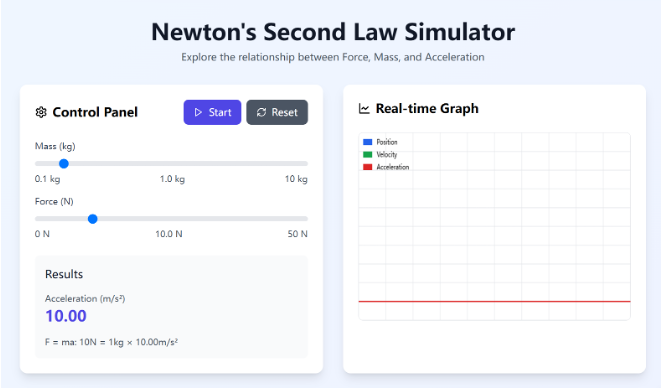 Newton's Second Law Simulator
Explore the relationship between Force, Mass, and Acceleration
Control Panel
Start
Reset
Mass (kg)
0.1 kg 1.0 kg 10 kg
Force (N)
0 N 10.0 N 50 N
Results
Acceleration (m/s²)
10.00
F = ma: 10N = 1kg × 10.00m/s²
Real-time Graph
Position
Velocity
Acceleration